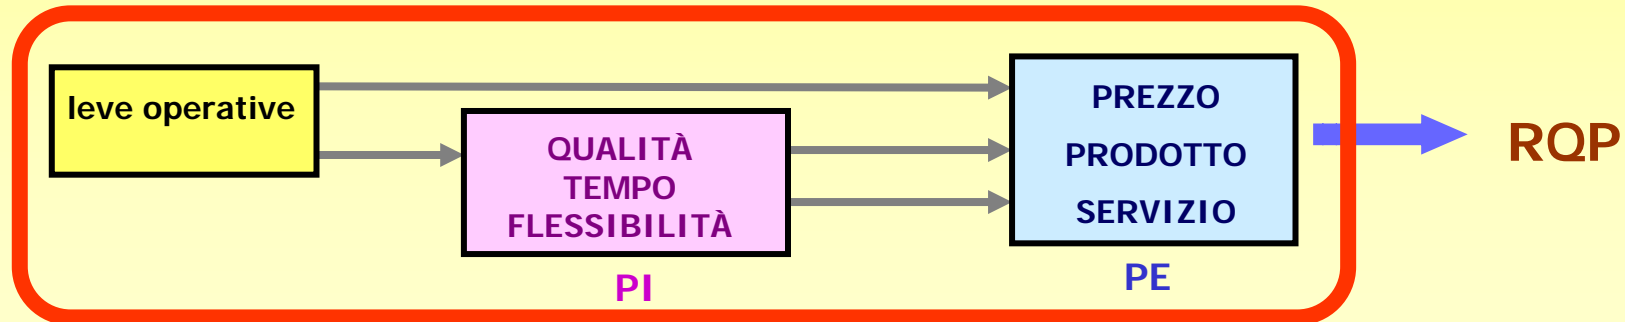 leve operative
QUALITÀ
TEMPO
FLESSIBILITÀ
PI
PREZZO
PRODOTTO
SERVIZIO
PE
RQP